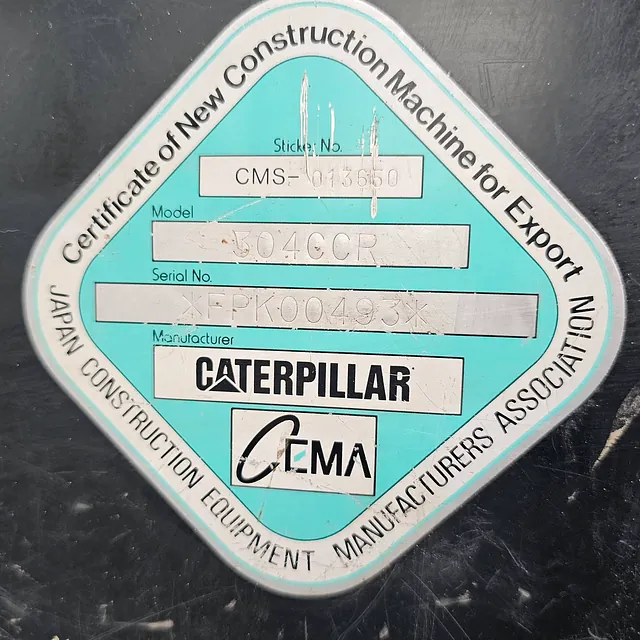 Certificate of New Construction Machine for Export
Sticker No.
CMS- 013650
Model
304CCR
Serial No.
*FPK00493*
Manufacturer
CATERPILLAR
CEMA
JAPAN CONSTRUCTION EQUIPMENT MANUFACTURERS ASSOCIATION